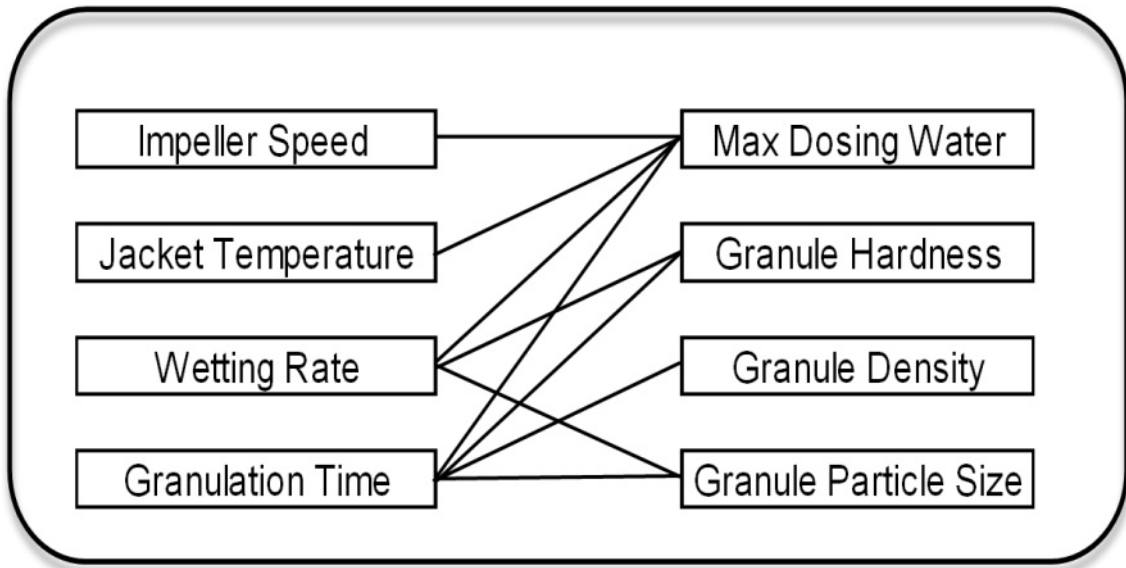 Impeller Speed
Max Dosing Water
Jacket Temperature
Granule Hardness
Wetting Rate
Granule Density
Granulation Time
Granule Particle Size